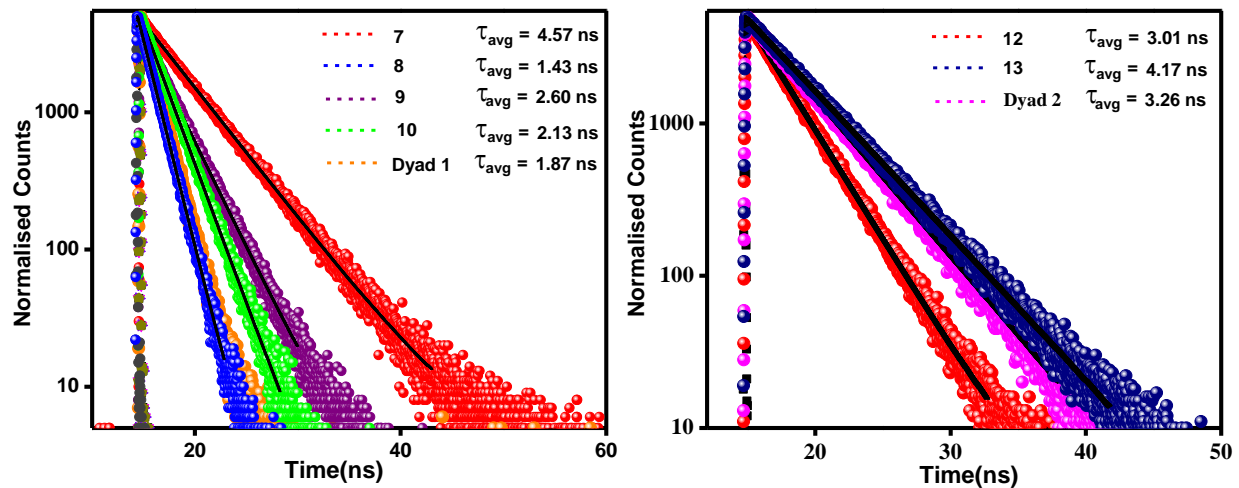 7 τavg = 4.57 ns
8 τavg = 1.43 ns
9 τavg = 2.60 ns
10 τavg = 2.13 ns
Dyad 1 τavg = 1.87 ns
Normalised Counts
1000
100
10
20 40 60
Time(ns)
12 τavg = 3.01 ns
13 τavg = 4.17 ns
Dyad 2 τavg = 3.26 ns
Normalised Counts
1000
100
10
20 30 40 50
Time(ns)